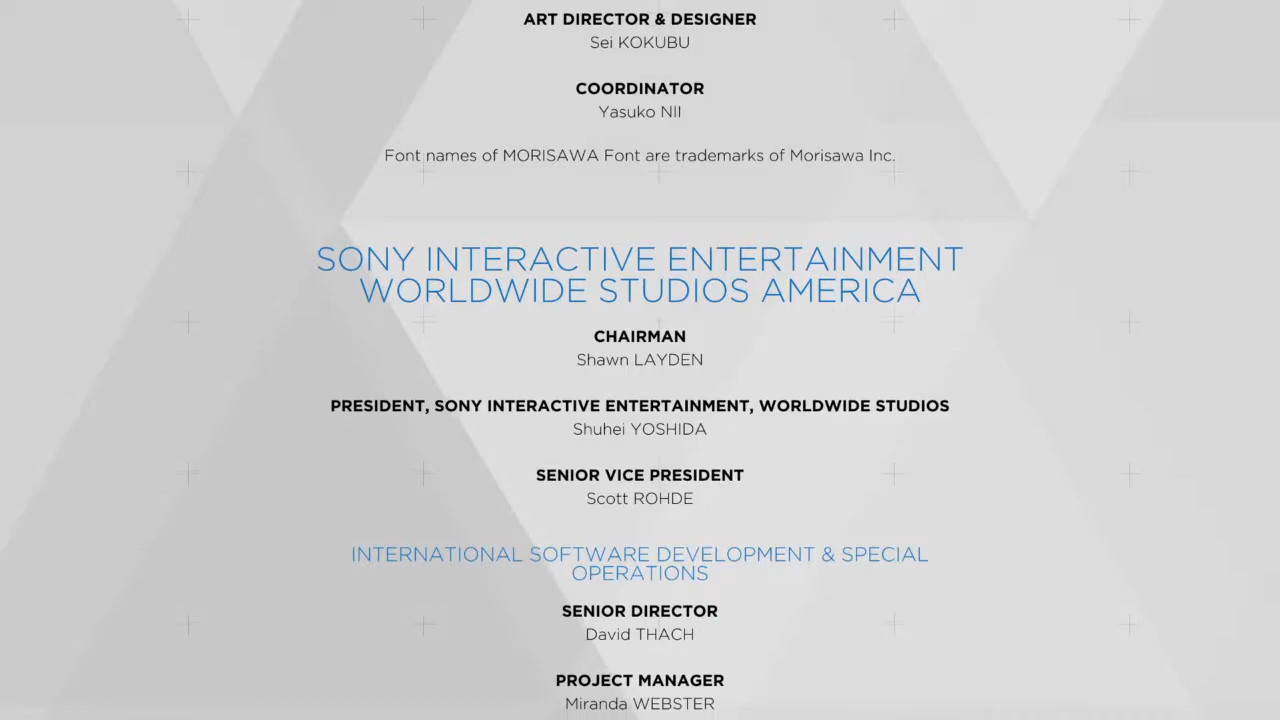 ART DIRECTOR & DESIGNER
Sei KOKUBU
COORDINATOR
Yasuko NII
Font names of MORISAWA Font are trademarks of Morisawa Inc.
SONY INTERACTIVE ENTERTAINMENT
WORLDWIDE STUDIOS AMERICA
CHAIRMAN
Shawn LAYDEN
PRESIDENT, SONY INTERACTIVE ENTERTAINMENT, WORLDWIDE STUDIOS
Shuhei YOSHIDA
SENIOR VICE PRESIDENT
Scott ROHDE
INTERNATIONAL SOFTWARE DEVELOPMENT & SPECIAL
OPERATIONS
SENIOR DIRECTOR
David THACH
PROJECT MANAGER
Miranda WEBSTER